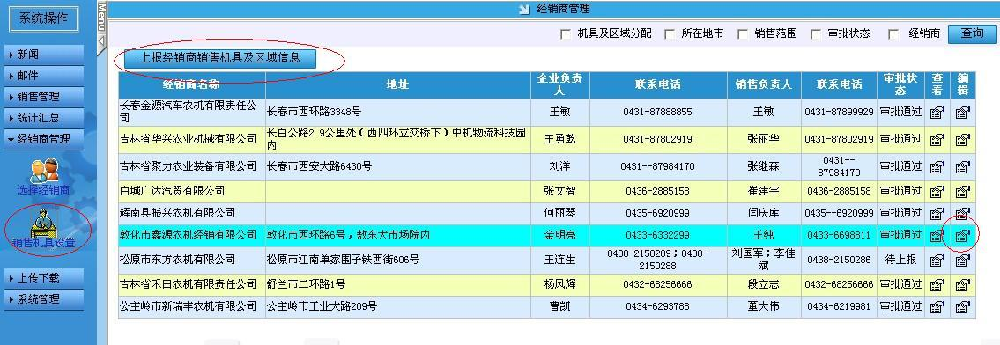 系统操作
Menu
新闻
邮件
销售管理
统计汇总
经销商管理
选择经销商
销售机具设置
上传下载
系统管理
经销商管理
机具及区域分配 所在地市 销售范围 审批状态 经销商 查询
上报经销商销售机具及区域信息
经销商名称 地址 企业负责人 联系电话 销售负责人 联系电话 审批状态 查看 编辑
长春金源汽车农机有限责任公司 长春市西环路3348号 王敏 0431-87888855 王敏 0431-87899929 审批通过
吉林省华兴农业机械有限公司 长白公路2.9公里处(西四环立交桥下)中机物流科技园内 王勇乾 0431-87802919 张丽华 0431-87802919 审批通过
吉林省聚力农业装备有限公司 长春市西安大路6430号 刘洋 0431--87984170 张继森 0431--87984170 审批通过
白城广达汽贸有限公司 张文智 0436-2885158 崔建宇 0436-2885158 审批通过
辉南县振兴农机有限公司 何丽琴 0435-6920999 闫庆库 0435--6920999 审批通过
敦化市鑫源农机经销有限公司 敦化市西环路6号，敖东大市场院内 金明亮 0433-6332299 王纯 0433-6698811 审批通过
松原市东方农机有限公司 松原市江南单家围子铁西街606号 王连生 0438-2150289；0438-2150288 刘国军；李佳斌 0438-2150286 待上报
吉林省禾田农机有限责任公司 舒兰市二环路1号 杨凤辉 0432-68256666 段立志 0432-68256666 审批通过
公主岭市新瑞丰农机有限公司 公主岭市工业大路209号 曹凯 0434-6293788 董大伟 0434-6219981 审批通过